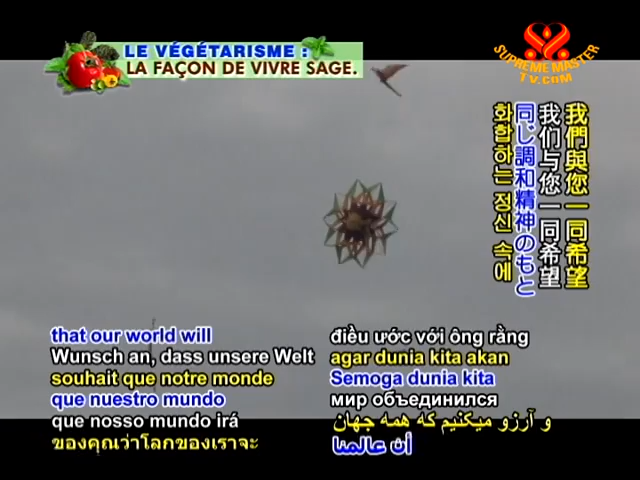 LE VÉGÉTARISME :
LA FAÇON DE VIVRE SAGE.
SUPREME MASTER
TV.COM
我們與您一同希望
我们与您一同希望
同じ調和精神のもと
화합하는 정신 속에
that our world will
Wunsch an, dass unsere Welt
souhait que notre monde
que nuestro mundo
que nosso mundo irá
ของคุณว่าโลกของเราจะ
điều ước với ông rằng
agar dunia kita akan
Semoga dunia kita
мир объединился
و آرزو میکنیم که همه جهان
أن عالمنا